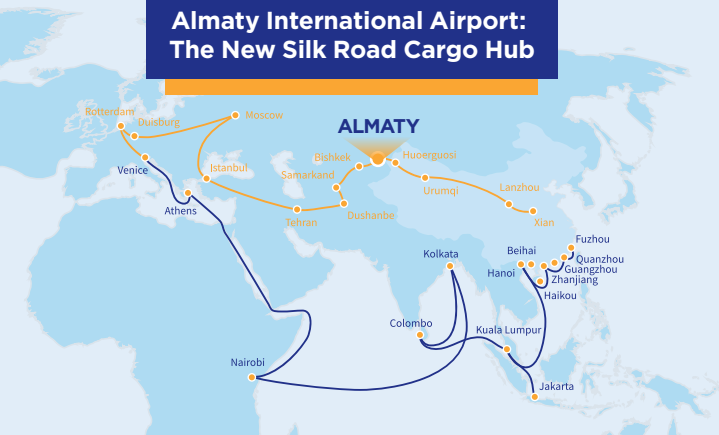 Almaty International Airport:
The New Silk Road Cargo Hub
Rotterdam
Duisburg
Moscow
ALMATY
Venice
Istanbul
Bishkek
Huoerguosi
Samarkand
Urumqi
Lanzhou
Athens
Tehran
Dushanbe
Xian
Kolkata
Beihai
Fuzhou
Quanzhou
Hanoi
Guangzhou
Zhanjiang
Haikou
Colombo
Kuala Lumpur
Nairobi
Jakarta